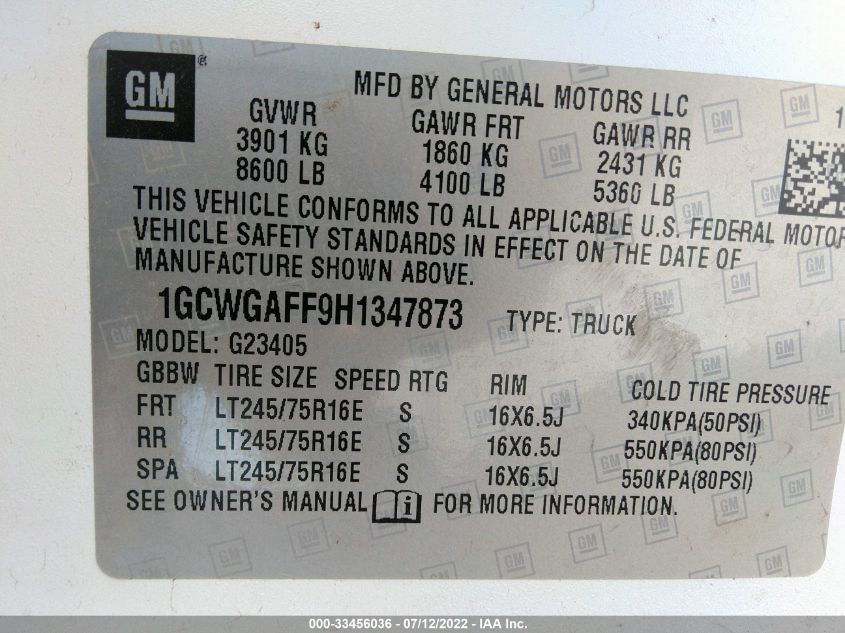 GM ®
MFD BY GENERAL MOTORS LLC
GVWR GAWR FRT GAWR RR
3901 KG 1860 KG 2431 KG
8600 LB 4100 LB 5360 LB
THIS VEHICLE CONFORMS TO ALL APPLICABLE U.S. FEDERAL MOTOR
VEHICLE SAFETY STANDARDS IN EFFECT ON THE DATE OF
MANUFACTURE SHOWN ABOVE.
1GCWGAFF9H1347873 TYPE: TRUCK
MODEL: G23405
GBBW TIRE SIZE SPEED RTG RIM COLD TIRE PRESSURE
FRT LT245/75R16E S 16X6.5J 340KPA(50PSI)
RR LT245/75R16E S 16X6.5J 550KPA(80PSI)
SPA LT245/75R16E S 16X6.5J 550KPA(80PSI)
SEE OWNER'S MANUAL i FOR MORE INFORMATION.
000-33456036 - 07/12/2022 - IAA Inc.